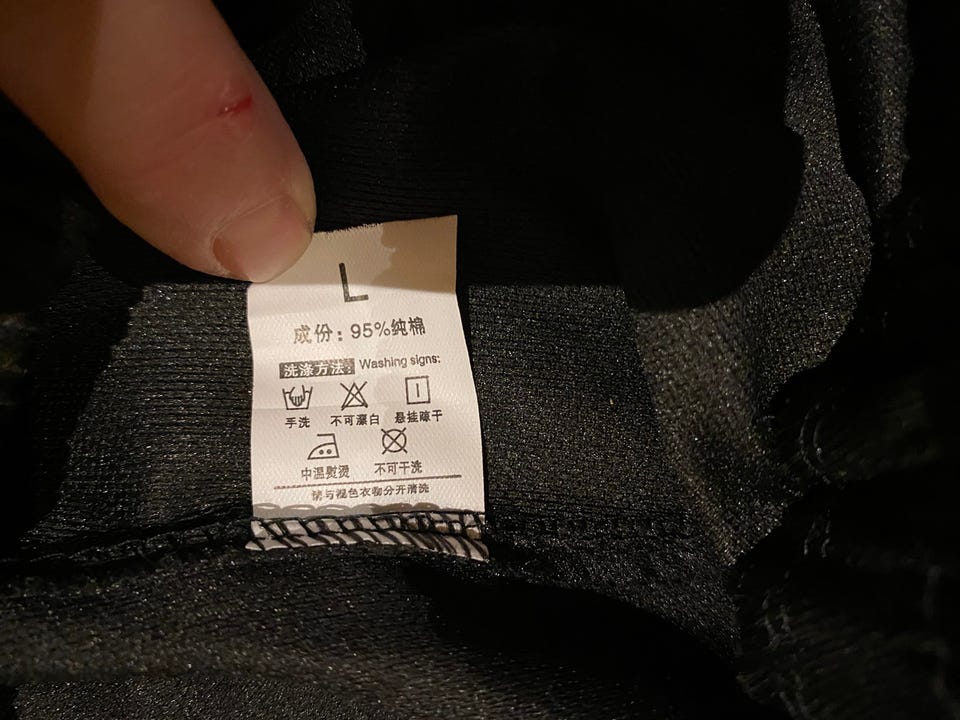 L
成份：95%纯棉
洗涤方法：Washing signs:
手洗 不可漂白 悬挂晾干
中温熨烫 不可干洗
请与褪色衣物分开清洗